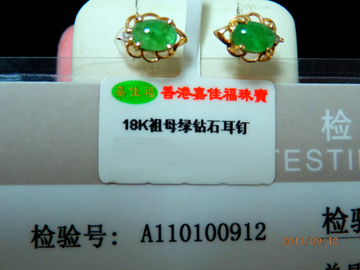 嘉佳福 香港嘉佳福珠寶
18K祖母绿钻石耳钉
检
TESTIN
检验号: A110100912
检验